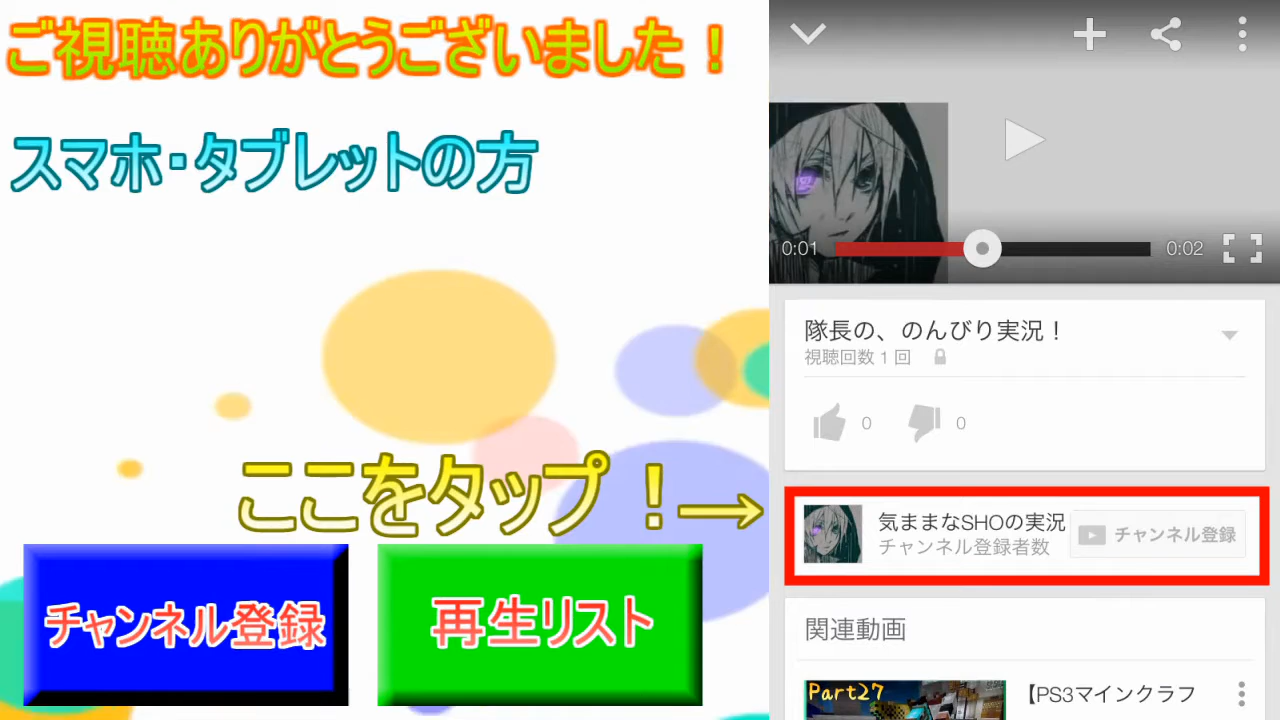 ご視聴ありがとうございました！
スマホ・タブレットの方
ここをタップ！→
チャンネル登録
再生リスト
0:01
0:02
隊長の、のんびり実況！
視聴回数 1 回
0
0
気ままなSHOの実況
チャンネル登録者数
チャンネル登録
関連動画
Part27
【PS3マインクラフ